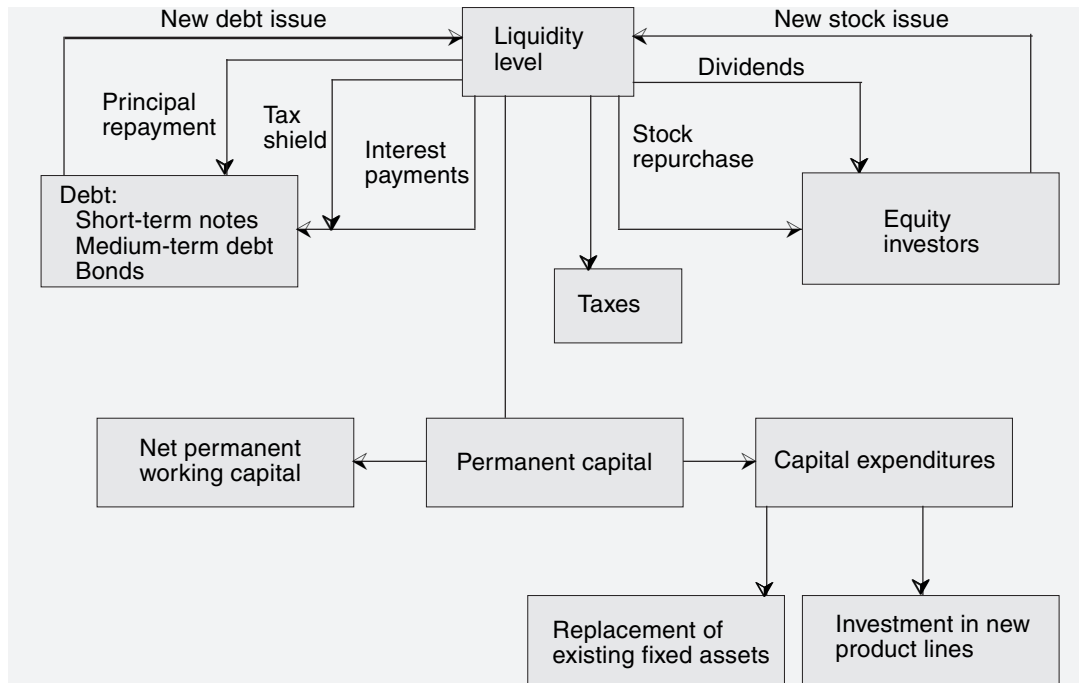 New debt issue
Liquidity
level
New stock issue
Dividends
Principal
repayment
Tax
shield
Interest
payments
Stock
repurchase
Debt:
Short-term notes
Medium-term debt
Bonds
Equity
investors
Taxes
Net permanent
working capital
Permanent capital
Capital expenditures
Replacement of
existing fixed assets
Investment in new
product lines